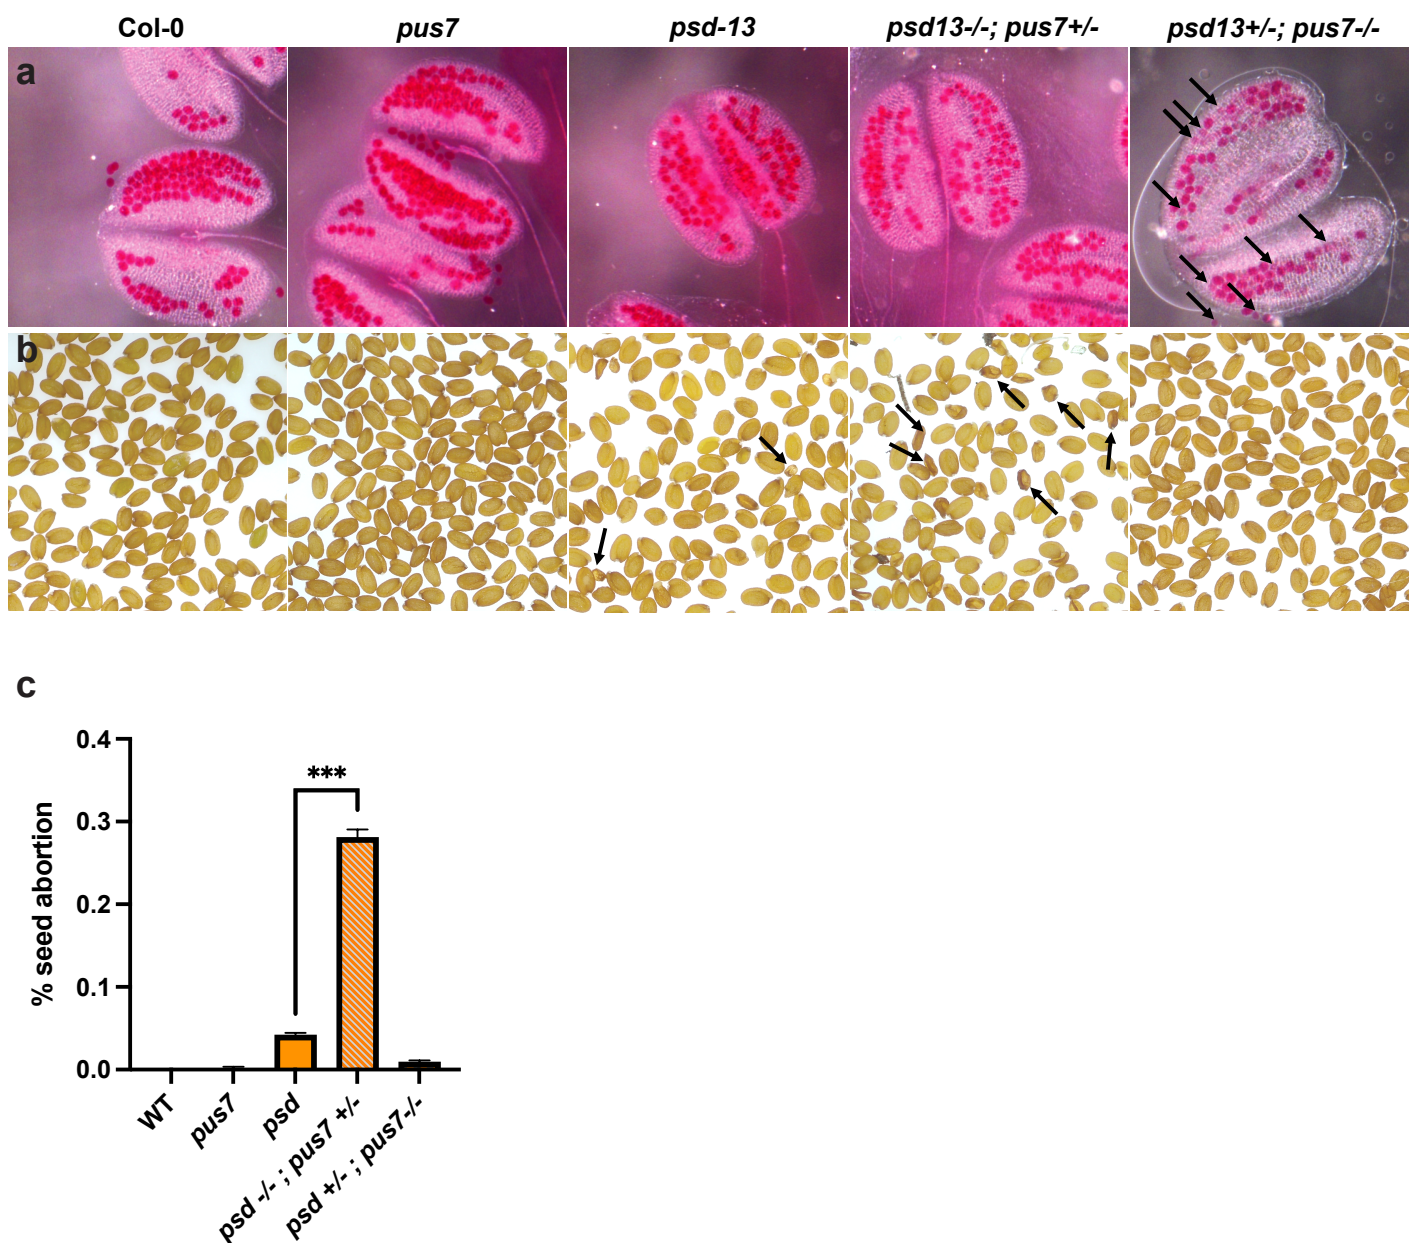 Col-0
pus7
psd-13
psd13-/-; pus7+/-
psd13+/-; pus7-/-
a
b
c
0.4
0.3
0.2
0.1
0.0
% seed abortion
***
WT
pus7
psd
psd -/- ; pus7 +/-
psd +/- ; pus7-/-